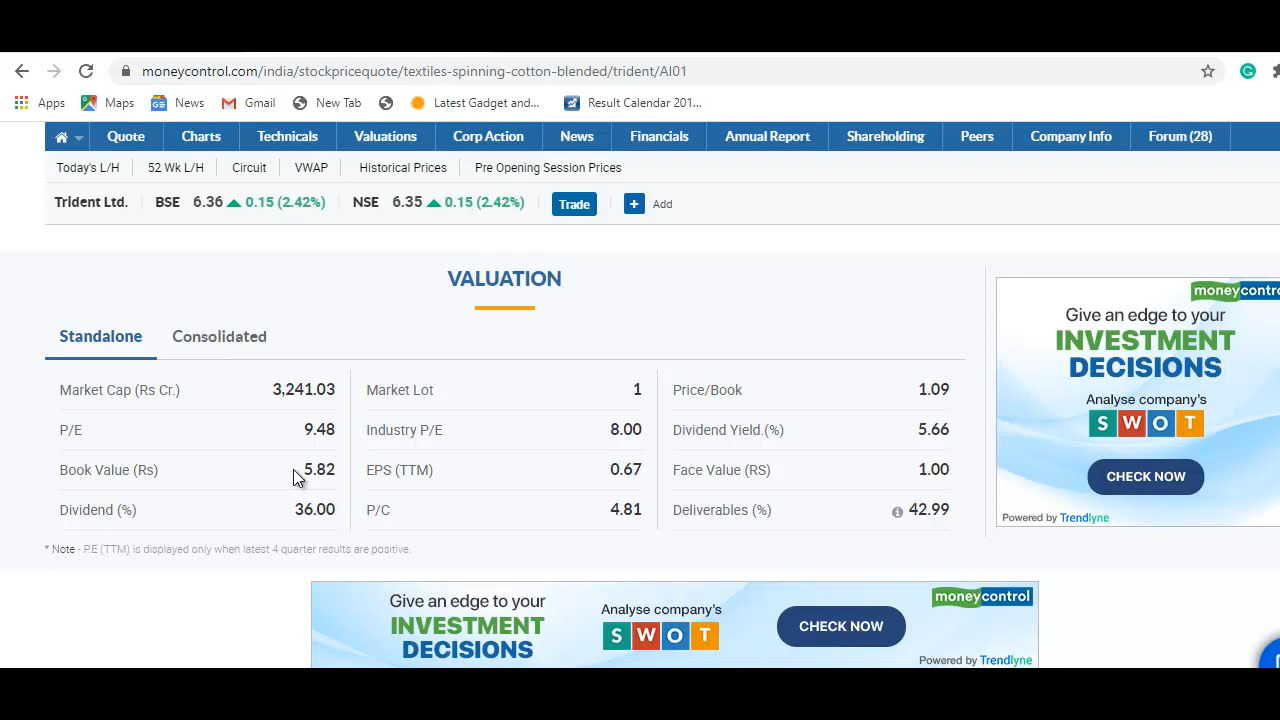 moneycontrol.com/india/stockpricequote/textiles-spinning-cotton-blended/trident/AI01
Apps Maps News Gmail New Tab Latest Gadget and... Result Calendar 201...
Quote Charts Technicals Valuations Corp Action News Financials Annual Report Shareholding Peers Company Info Forum (28)
Today's L/H 52 Wk L/H Circuit VWAP Historical Prices Pre Opening Session Prices
Trident Ltd. BSE 6.36 0.15 (2.42%) NSE 6.35 0.15 (2.42%) Trade + Add
VALUATION
Standalone Consolidated
Market Cap (Rs Cr.) 3,241.03 Market Lot 1 Price/Book 1.09
P/E 9.48 Industry P/E 8.00 Dividend Yield.(%) 5.66
Book Value (Rs) 5.82 EPS (TTM) 0.67 Face Value (RS) 1.00
Dividend (%) 36.00 P/C 4.81 Deliverables (%) 42.99
* Note - P.E (TTM) is displayed only when latest 4 quarter results are positive.
moneycontro
Give an edge to your
INVESTMENT
DECISIONS
Analyse company's
SWOT
CHECK NOW
Powered by Trendlyne
Give an edge to your
INVESTMENT
DECISIONS
Analyse company's
SWOT
CHECK NOW
moneycontrol
Powered by Trendlyne